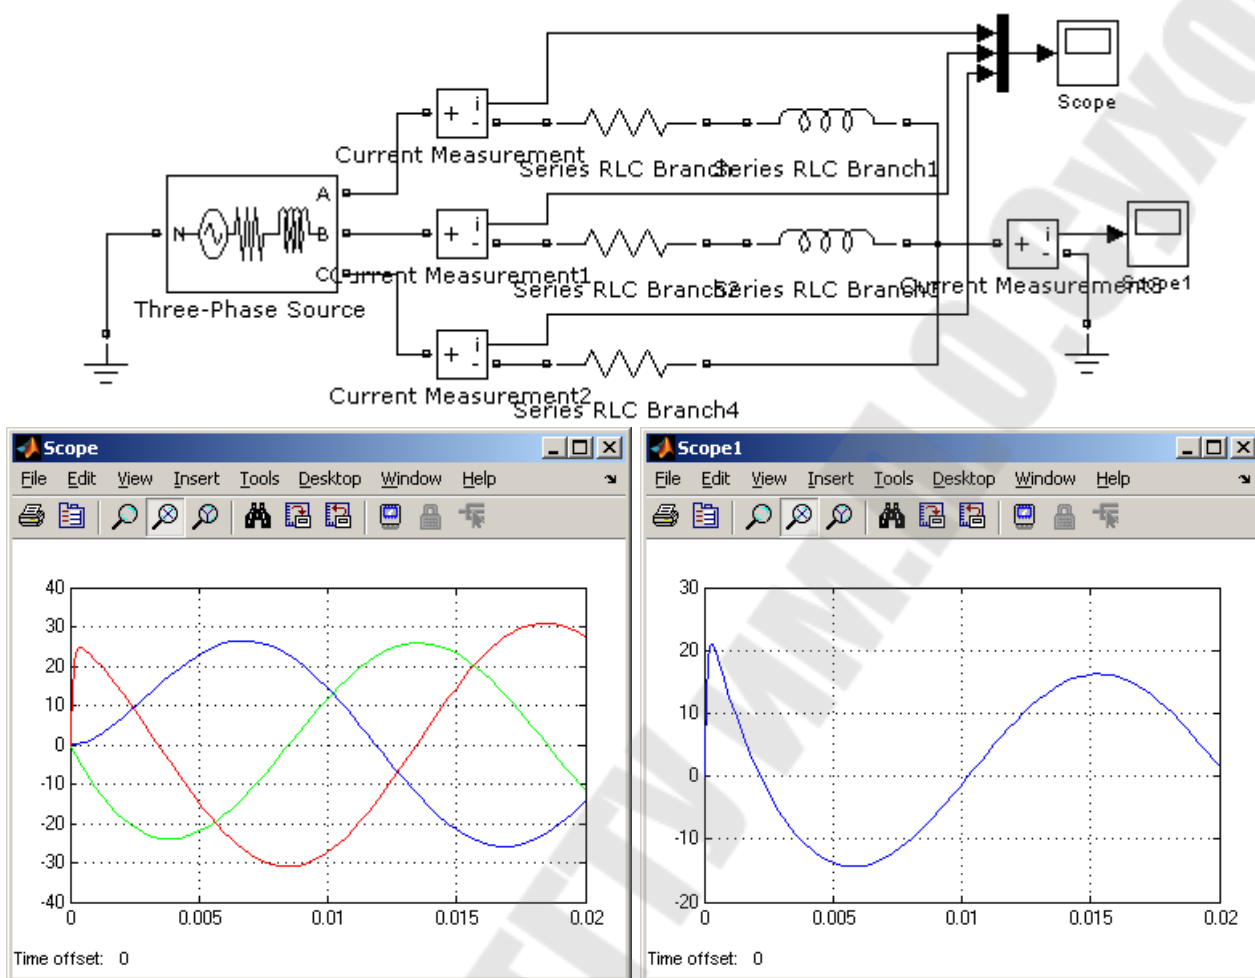 Scope
Current Measurement
Series RLC Branch
Series RLC Branch1
A
N
B
C
Three-Phase Source
Current Measurement1
Series RLC Branch2
Series RLC Branch3
Current Measurement3
Scope1
Current Measurement2
Series RLC Branch4
+ i -
+ i -
+ i -
+ i -
Scope
File Edit View Insert Tools Desktop Window Help
40
30
20
10
0
-10
-20
-30
-40
0 0.005 0.01 0.015 0.02
Time offset: 0
Scope1
File Edit View Insert Tools Desktop Window Help
30
20
10
0
-10
-20
0 0.005 0.01 0.015 0.02
Time offset: 0